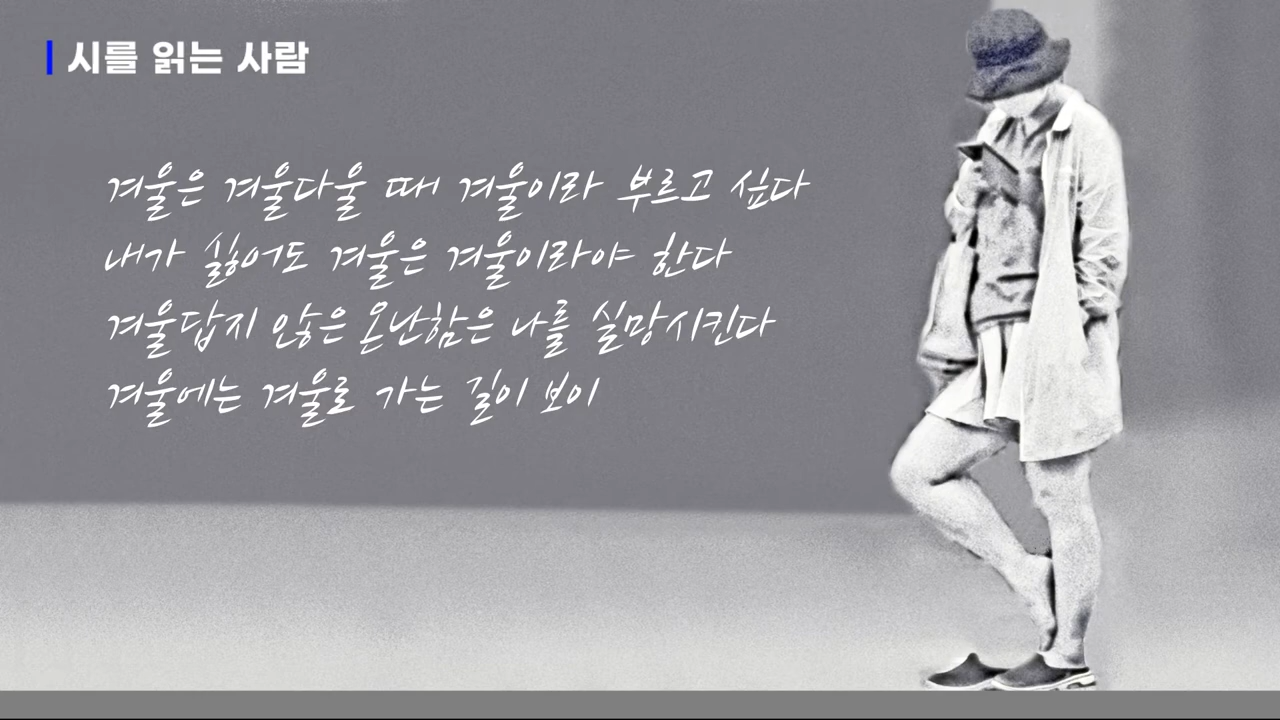 시를 읽는 사람
겨울은 겨울다울 때 겨울이라 부르고 싶다
내가 싫어도 겨울은 겨울이라야 한다
겨울답지 않은 온난함은 나를 실망시킨다
겨울에는 겨울로 가는 길이 보이